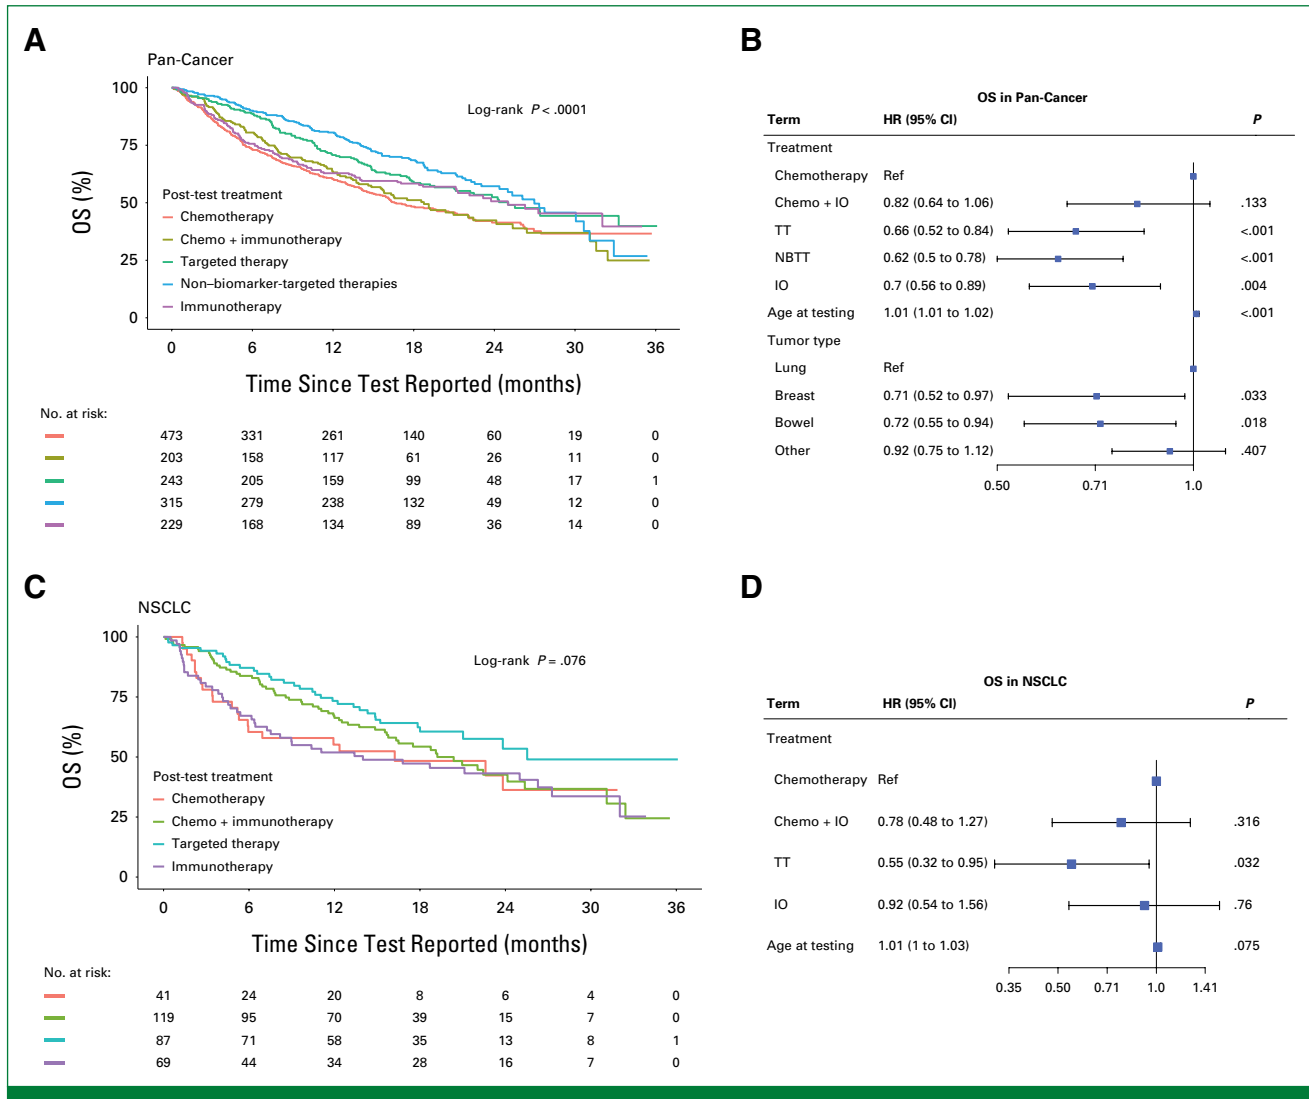 A
Pan-Cancer
OS (%)
100
75
50
25
0
Log-rank P < .0001
Post-test treatment
Chemotherapy
Chemo + immunotherapy
Targeted therapy
Non–biomarker-targeted therapies
Immunotherapy
0 6 12 18 24 30 36
Time Since Test Reported (months)
No. at risk:
473 331 261 140 60 19 0
203 158 117 61 26 11 0
243 205 159 99 48 17 1
315 279 238 132 49 12 0
229 168 134 89 36 14 0
B
OS in Pan-Cancer
Term HR (95% CI) P
Treatment
Chemotherapy Ref
Chemo + IO 0.82 (0.64 to 1.06) .133
TT 0.66 (0.52 to 0.84) <.001
NBTT 0.62 (0.5 to 0.78) <.001
IO 0.7 (0.56 to 0.89) .004
Age at testing 1.01 (1.01 to 1.02) <.001
Tumor type
Lung Ref
Breast 0.71 (0.52 to 0.97) .033
Bowel 0.72 (0.55 to 0.94) .018
Other 0.92 (0.75 to 1.12) .407
0.50 0.71 1.0
C
NSCLC
OS (%)
100
75
50
25
0
Log-rank P = .076
Post-test treatment
Chemotherapy
Chemo + immunotherapy
Targeted therapy
Immunotherapy
0 6 12 18 24 30 36
Time Since Test Reported (months)
No. at risk:
41 24 20 8 6 4 0
119 95 70 39 15 7 0
87 71 58 35 13 8 1
69 44 34 28 16 7 0
D
OS in NSCLC
Term HR (95% CI) P
Treatment
Chemotherapy Ref
Chemo + IO 0.78 (0.48 to 1.27) .316
TT 0.55 (0.32 to 0.95) .032
IO 0.92 (0.54 to 1.56) .76
Age at testing 1.01 (1 to 1.03) .075
0.35 0.50 0.71 1.0 1.41